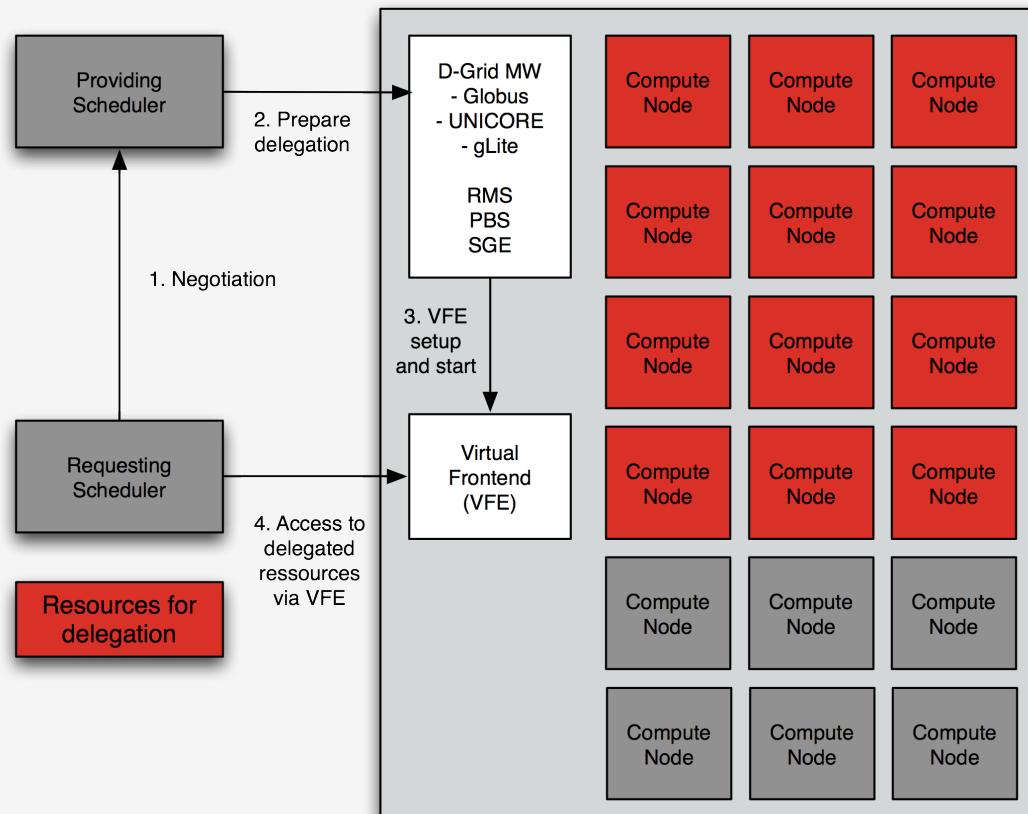 Providing
Scheduler
2. Prepare
delegation
D-Grid MW
- Globus
- UNICORE
- gLite
RMS
PBS
SGE
1. Negotiation
3. VFE
setup
and start
Requesting
Scheduler
Virtual
Frontend
(VFE)
4. Access to
delegated
ressources
via VFE
Resources for
delegation
Compute
Node
Compute
Node
Compute
Node
Compute
Node
Compute
Node
Compute
Node
Compute
Node
Compute
Node
Compute
Node
Compute
Node
Compute
Node
Compute
Node
Compute
Node
Compute
Node
Compute
Node
Compute
Node
Compute
Node
Compute
Node